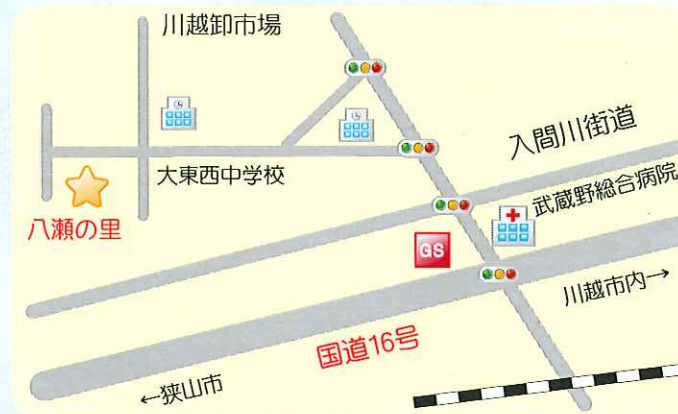 川越卸市場
入間川街道
大東西中学校
武蔵野総合病院
八瀬の里
GS
川越市内→
国道16号
←狭山市